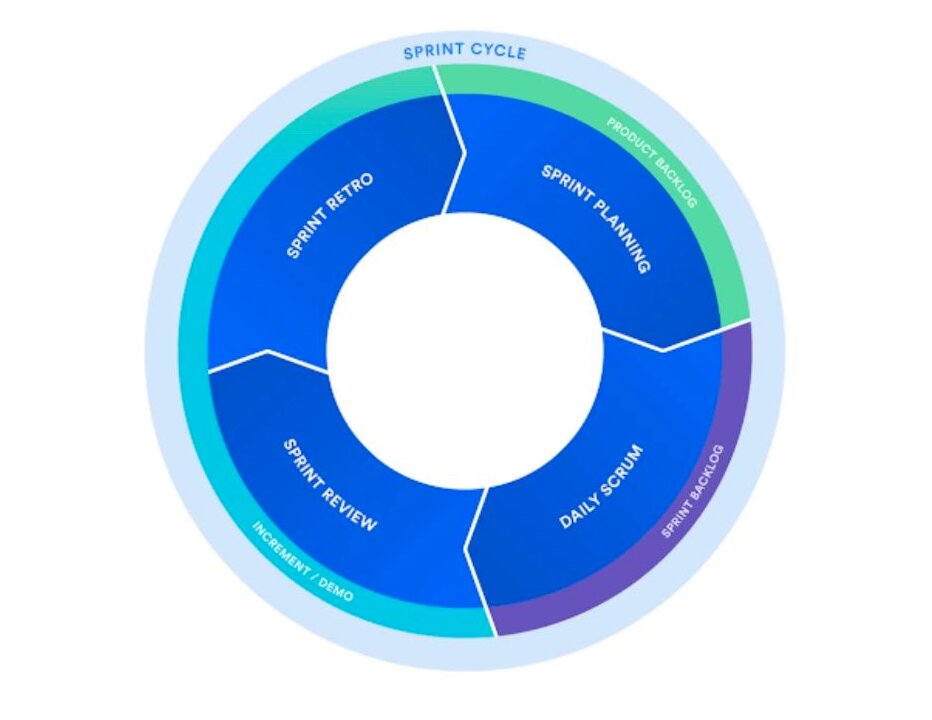 SPRINT CYCLE
PRODUCT BACKLOG
SPRINT PLANNING
SPRINT BACKLOG
DAILY SCRUM
INCREMENT / DEMO
SPRINT REVIEW
SPRINT RETRO